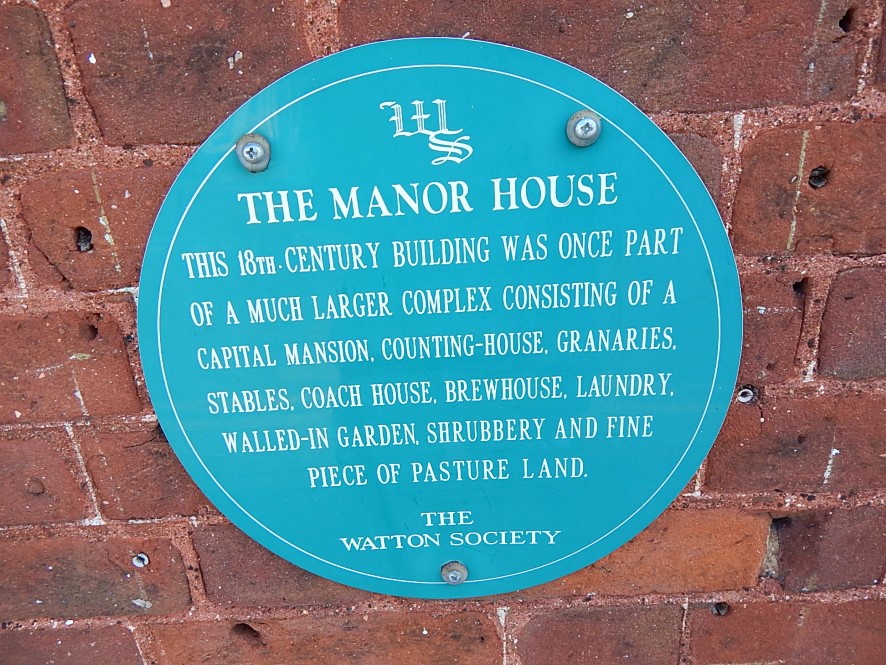 WS
THE MANOR HOUSE
THIS 18TH. CENTURY BUILDING WAS ONCE PART
OF A MUCH LARGER COMPLEX CONSISTING OF A
CAPITAL MANSION, COUNTING-HOUSE, GRANARIES,
STABLES, COACH HOUSE, BREWHOUSE, LAUNDRY,
WALLED-IN GARDEN, SHRUBBERY AND FINE
PIECE OF PASTURE LAND.
THE
WATTON SOCIETY